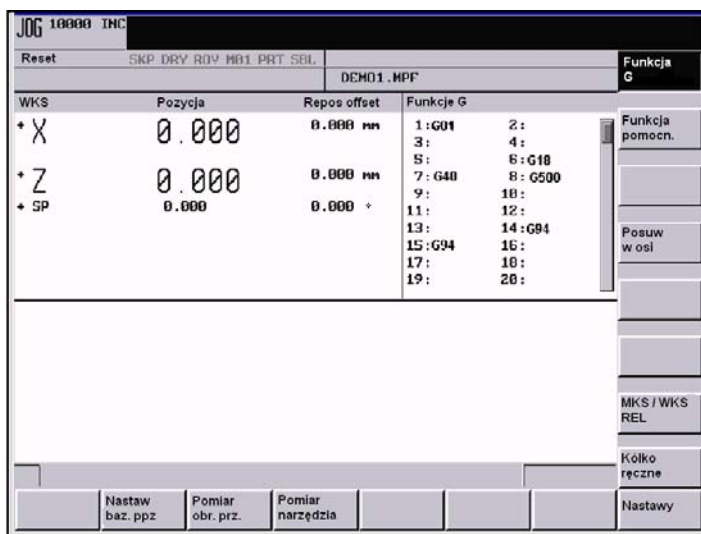 JOG 10000 INC
Reset SKP DRY ROV M01 PRT SBL
DEMO1.MPF
Funkcja
G
WKS Pozycja Repos offset Funkcje G
+ X 0.000 0.000 mm
+ Z 0.000 0.000 mm
+ SP 0.000 0.000 °
1:G01 2:
3: 4:
5: 6:G18
7:G40 8:G500
9: 10:
11: 12:
13: 14:G94
15:G94 16:
17: 18:
19: 20:
Funkcja
pomocn.
Posuw
w osi
MKS / WKS
REL
Kólko
ręczne
Nastaw
baz. ppz
Pomiar
obr. prz.
Pomiar
narzędzia
Nastawy